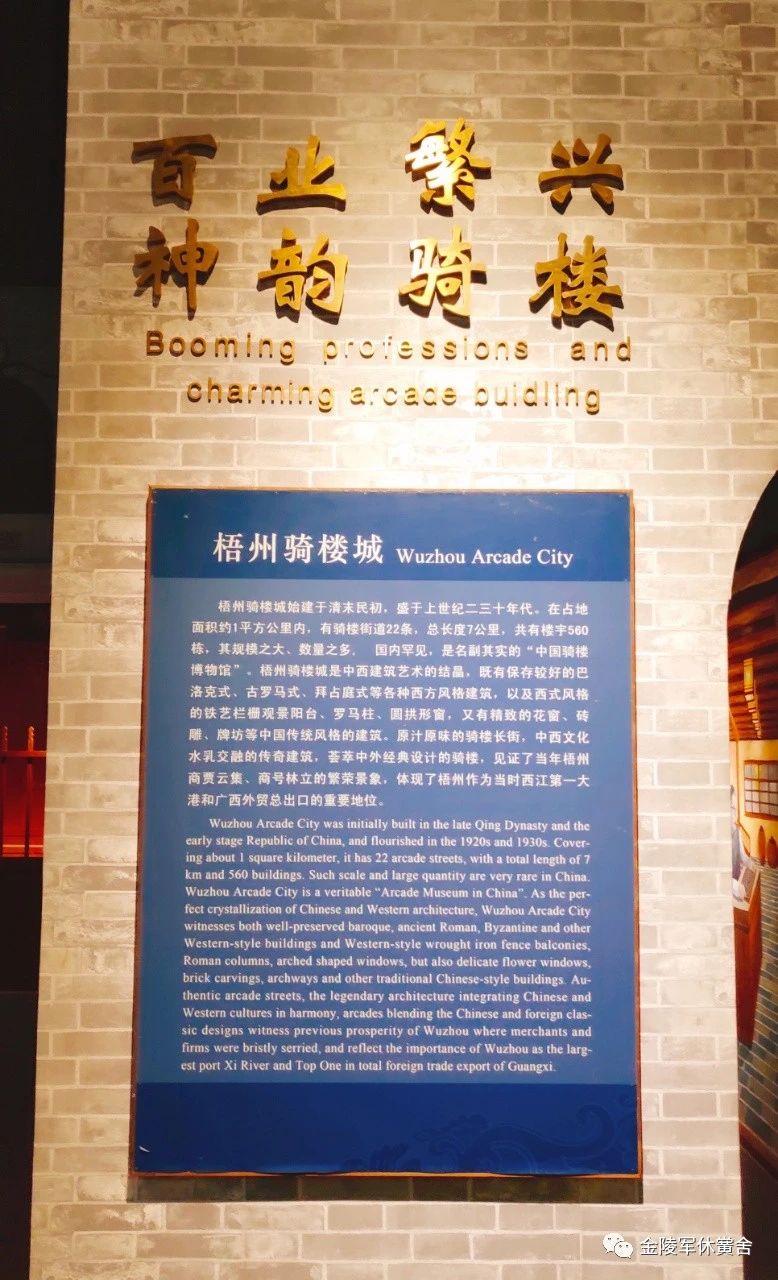 百业繁兴
神韵骑楼
Booming professions and
charming arcade buidling
梧州骑楼城 Wuzhou Arcade City
梧州骑楼城始建于清末民初，盛于上世纪二三十年代。在占地
面积约1平方公里内，有骑楼街道22条，总长度7公里，共有楼宇560
栋，其规模之大、数量之多， 国内罕见，是名副其实的“中国骑楼
博物馆”。梧州骑楼城是中西建筑艺术的结晶，既有保存较好的巴
洛克式、古罗马式、拜占庭式等各种西方风格建筑，以及西式风格
的铁艺栏栅观景阳台、罗马柱、圆拱形窗，又有精致的花窗、砖
雕、牌坊等中国传统风格的建筑。原汁原味的骑楼长街，中西文化
水乳交融的传奇建筑，荟萃中外经典设计的骑楼，见证了当年梧州
商贾云集、商号林立的繁荣景象，体现了梧州作为当时西江第一大
港和广西外贸总出口的重要地位。
Wuzhou Arcade City was initially built in the late Qing Dynasty and the
early stage Republic of China, and flourished in the 1920s and 1930s. Cover-
ing about 1 square kilometer, it has 22 arcade streets, with a total length of 7
km and 560 buildings. Such scale and large quantity are very rare in China.
Wuzhou Arcade City is a veritable “Arcade Museum in China”. As the per-
fect crystallization of Chinese and Western architecture, Wuzhou Arcade City
witnesses both well-preserved baroque, ancient Roman, Byzantine and other
Western-style buildings and Western-style wrought iron fence balconies,
Roman columns, arched shaped windows, but also delicate flower windows,
brick carvings, archways and other traditional Chinese-style buildings. Au-
thentic arcade streets, the legendary architecture integrating Chinese and
Western cultures in harmony, arcades blending the Chinese and foreign clas-
sic designs witness previous prosperity of Wuzhou where merchants and
firms were bristly serried, and reflect the importance of Wuzhou as the larg-
est port Xi River and Top One in total foreign trade export of Guangxi.
金陵军休黉舍